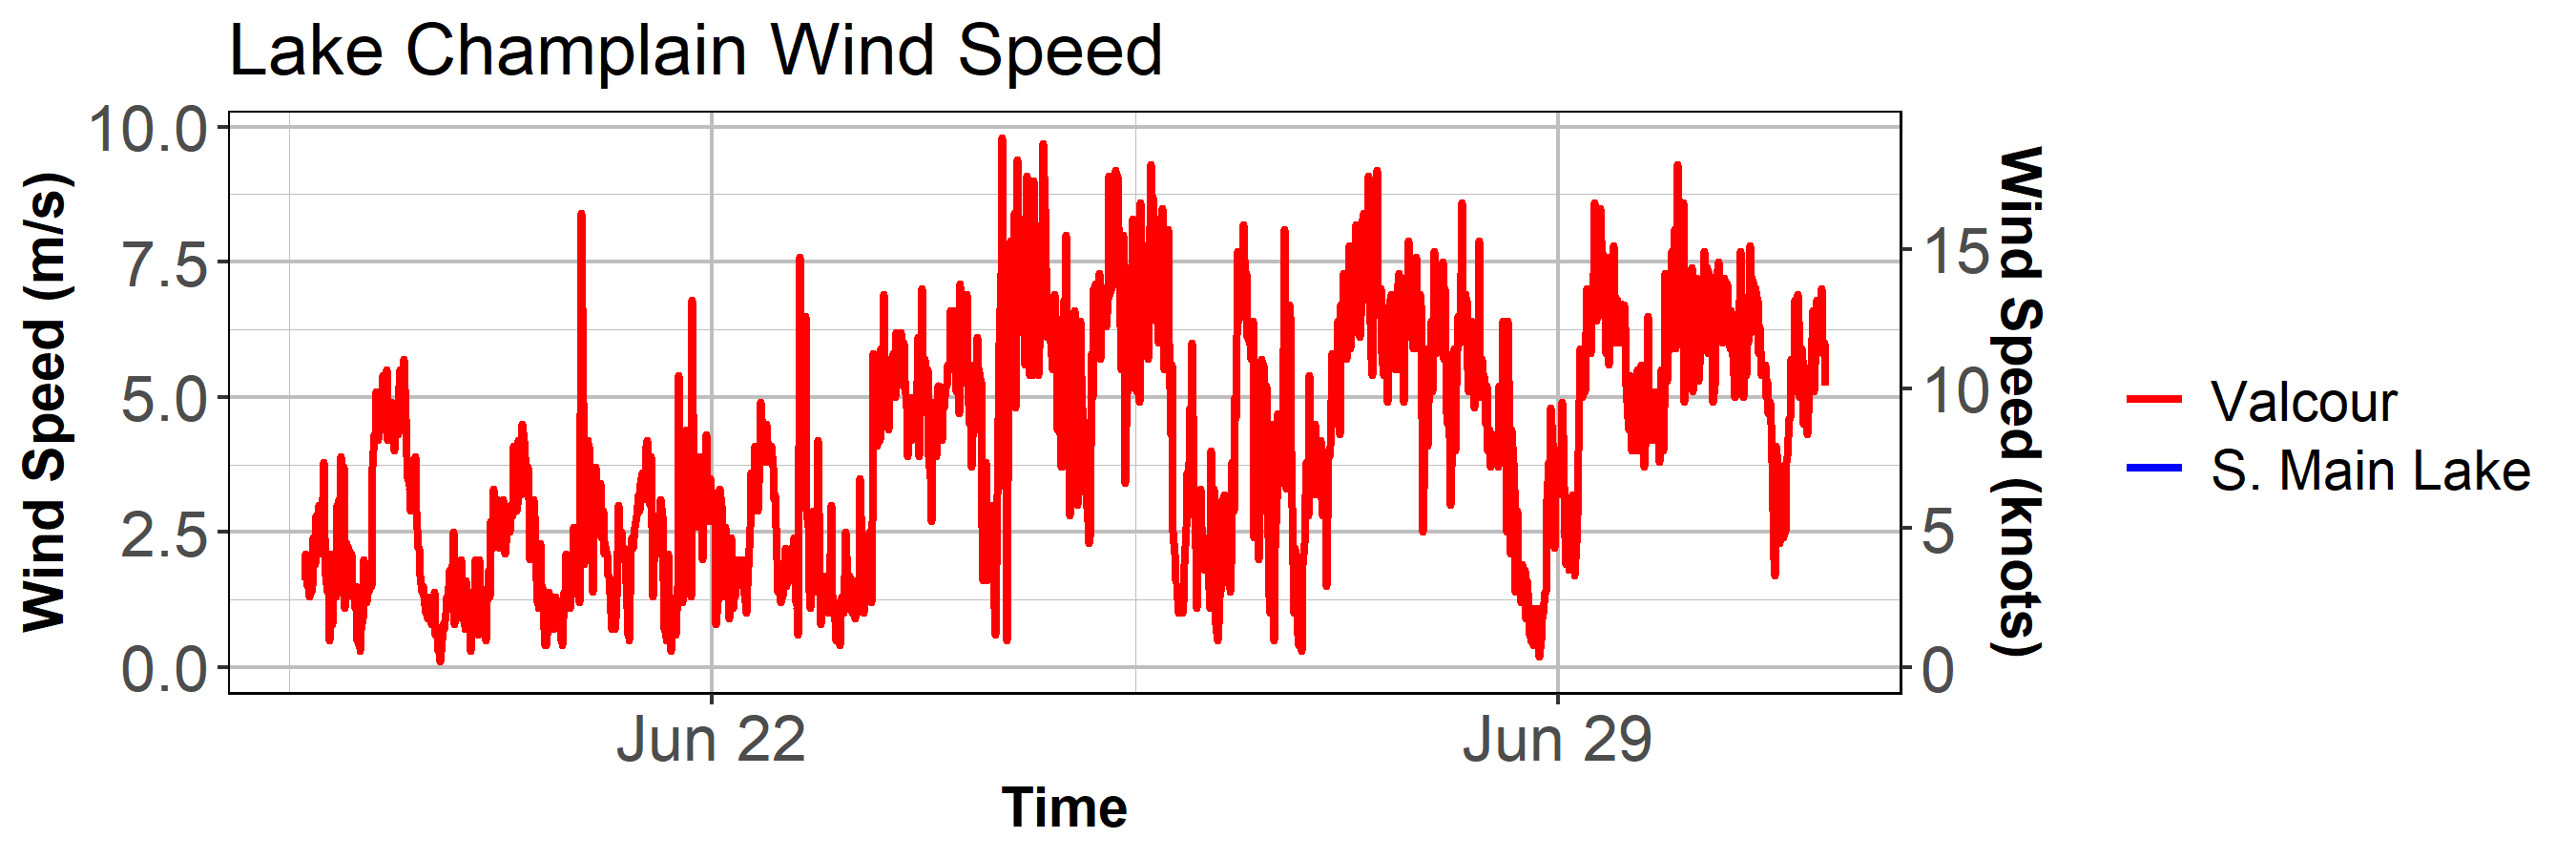 Lake Champlain Wind Speed
Wind Speed (m/s)
10.0
7.5
5.0
2.5
0.0
Jun 22
Jun 29
Time
15
10
5
0
Wind Speed (knots)
Valcour
S. Main Lake